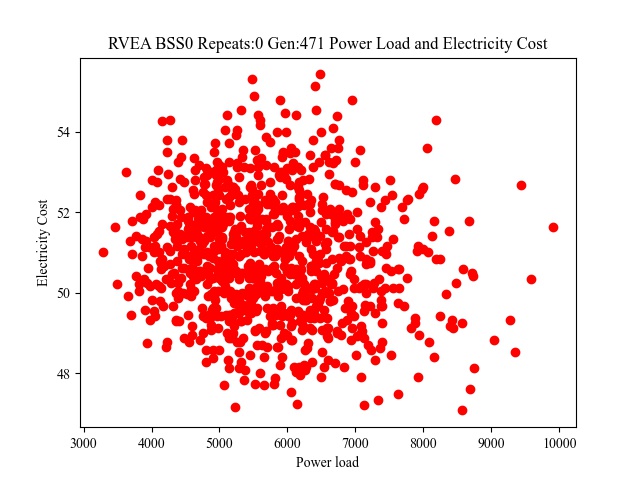 RVEA BSS0 Repeats:0 Gen:471 Power Load and Electricity Cost
Electricity Cost
54
52
50
48
3000 4000 5000 6000 7000 8000 9000 10000
Power load